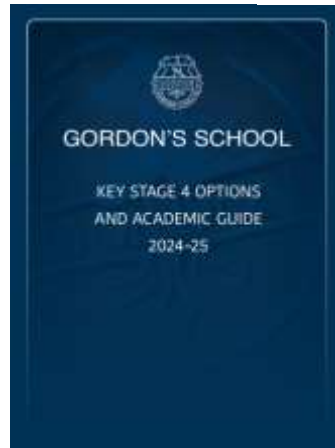 GORDON'S SCHOOL
KEY STAGE 4 OPTIONS
AND ACADEMIC GUIDE
2024-25